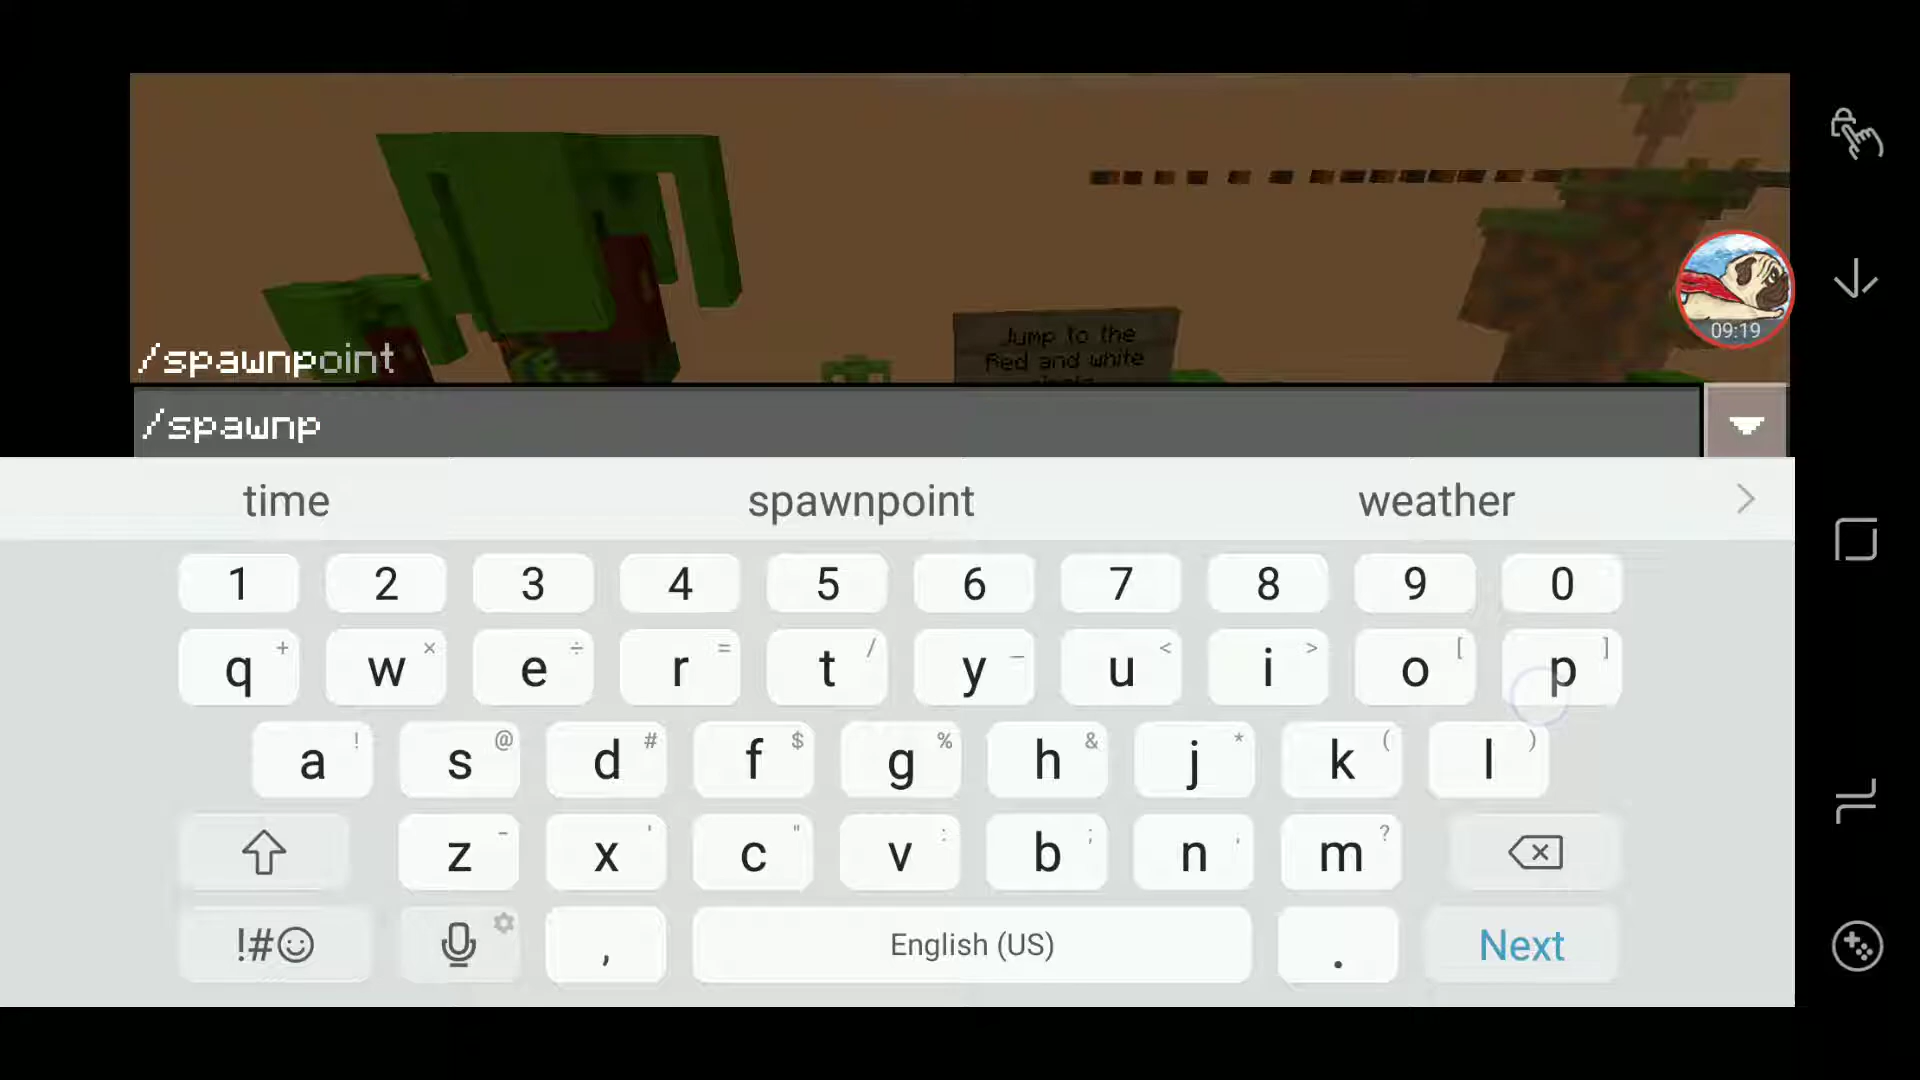 Jump to the
Red and white
09:19
/spawnpoint
/spawnp
time spawnpoint weather
1 2 3 4 5 6 7 8 9 0
q + w × e ÷ r = t / y _ u < i > o [ p ]
a ! s @ d # f $ g % h & j * k ( l )
z - x ' c " v : b ; n , m ?
!#☺ , English (US) . Next